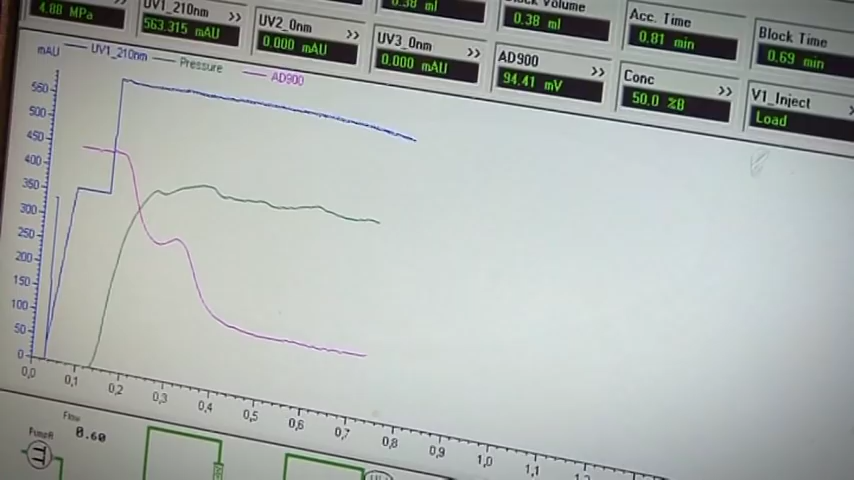 0.38 ml
Block Volume
4.88 MPa
UV1_210nm >>
563.315 mAU
UV2_0nm >>
0.000 mAU
UV3_0nm >>
0.000 mAU
AD900 >>
94.41 mV
0.38 ml
Acc. Time
0.81 min
Conc >>
50.0 %B
Block Time
0.69 min
V1_Inject >
Load
mAU
UV1_210nm
Pressure
AD900
550
500
450
400
350
300
250
200
150
100
50
0
0,0
0,1
0,2
0,3
0,4
0,5
0,6
0,7
0,8
0,9
1,0
1,1
Flow
0.60
PumpA